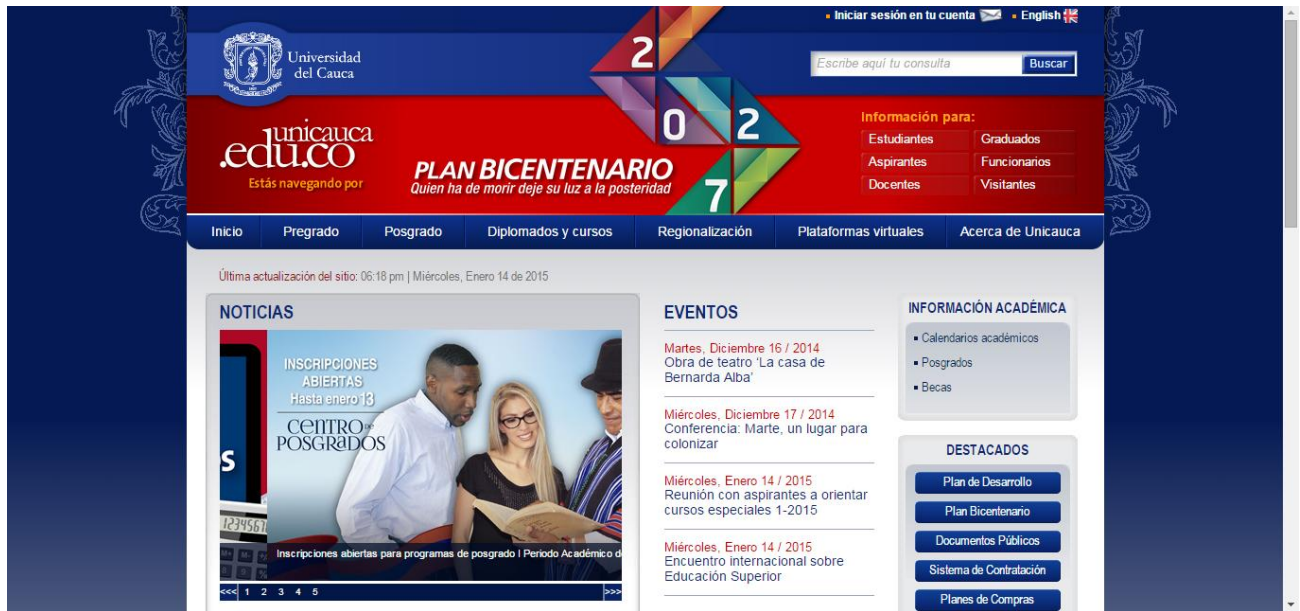 Iniciar sesión en tu cuenta
English
Universidad
del Cauca
Escribe aquí tu consulta
Buscar
2
0 2
7
unicauca
.edu.co
Estás navegando por
PLAN BICENTENARIO
Quien ha de morir deje su luz a la posteridad
Información para:
Estudiantes
Graduados
Aspirantes
Funcionarios
Docentes
Visitantes
Inicio
Pregrado
Posgrado
Diplomados y cursos
Regionalización
Plataformas virtuales
Acerca de Unicauca
Última actualización del sitio: 06:18 pm | Miércoles, Enero 14 de 2015
NOTICIAS
INSCRIPCIONES
ABIERTAS
Hasta enero 13
CENTRO DE
POSGRADOS
S
1234567
Inscripciones abiertas para programas de posgrado I Periodo Académico d
<<< 1 2 3 4 5 >>>
EVENTOS
Martes, Diciembre 16 / 2014
Obra de teatro 'La casa de
Bernarda Alba'
Miércoles, Diciembre 17 / 2014
Conferencia: Marte, un lugar para
colonizar
Miércoles, Enero 14 / 2015
Reunión con aspirantes a orientar
cursos especiales 1-2015
Miércoles, Enero 14 / 2015
Encuentro internacional sobre
Educación Superior
INFORMACIÓN ACADÉMICA
Calendarios académicos
Posgrados
Becas
DESTACADOS
Plan de Desarrollo
Plan Bicentenario
Documentos Públicos
Sistema de Contratación
Planes de Compras